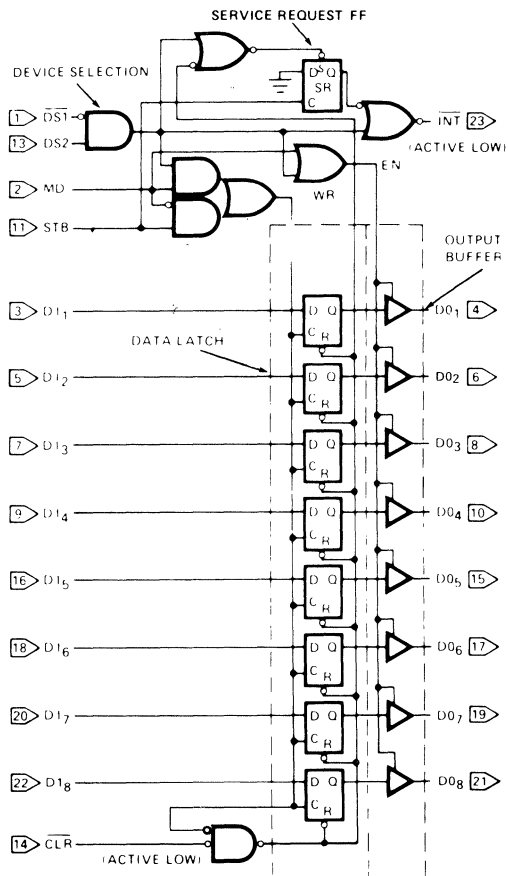 SERVICE REQUEST FF
DEVICE SELECTION
S
D Q
SR
C
1 DS1
13 DS2
INT 23
(ACTIVE LOW)
EN
2 MD
WR
11 STB
OUTPUT
BUFFER
3 DI1 D Q C R DO1 4
DATA LATCH
5 DI2 D Q C R DO2 6
7 DI3 D Q C R DO3 8
9 DI4 D Q C R DO4 10
16 DI5 D Q C R DO5 15
18 DI6 D Q C R DO6 17
20 DI7 D Q C R DO7 19
22 DI8 D Q C R DO8 21
14 CLR
(ACTIVE LOW)